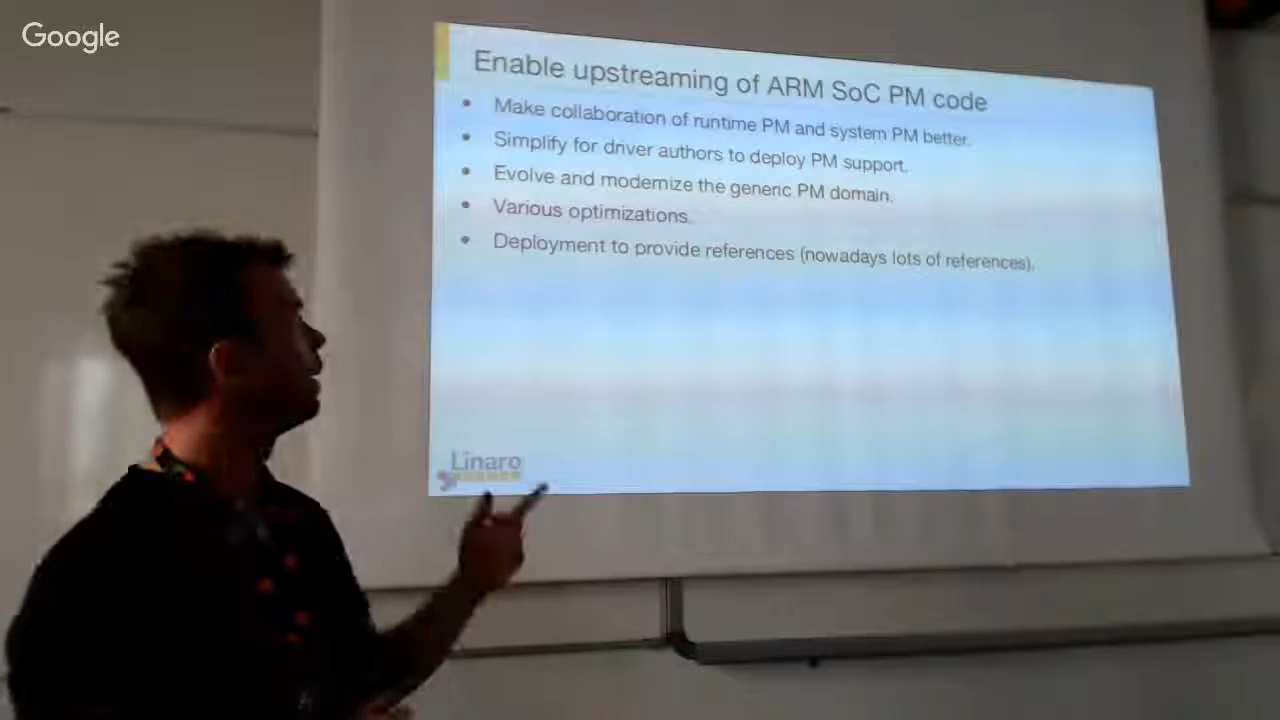 Google
Enable upstreaming of ARM SoC PM code
• Make collaboration of runtime PM and system PM better.
• Simplify for driver authors to deploy PM support.
• Evolve and modernize the generic PM domain.
• Various optimizations.
• Deployment to provide references (nowadays lots of references).
Linaro